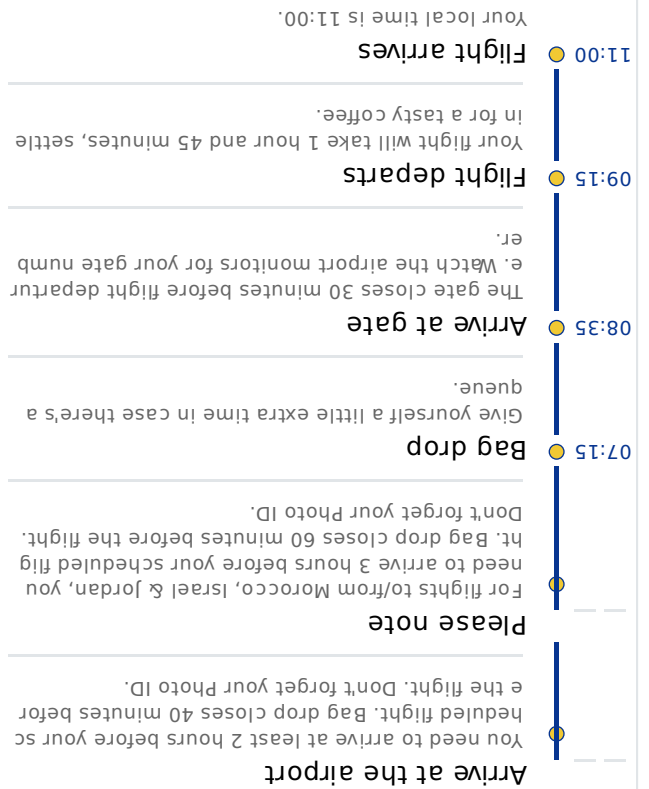 Arrive at the airport
You need to arrive at least 2 hours before your sc
heduled flight. Bag drop closes 40 minutes befor
e the flight. Don't forget your Photo ID.
Please note
For flights to/from Morocco, Israel & Jordan, you
need to arrive 3 hours before your scheduled flig
ht. Bag drop closes 60 minutes before the flight.
Don't forget your Photo ID.
07:15 Bag drop
Give yourself a little extra time in case there's a
queue.
08:35 Arrive at gate
The gate closes 30 minutes before flight departur
e. Watch the airport monitors for your gate numb
er.
09:15 Flight departs
Your flight will take 1 hour and 45 minutes, settle
in for a tasty coffee.
11:00 Flight arrives
Your local time is 11:00.